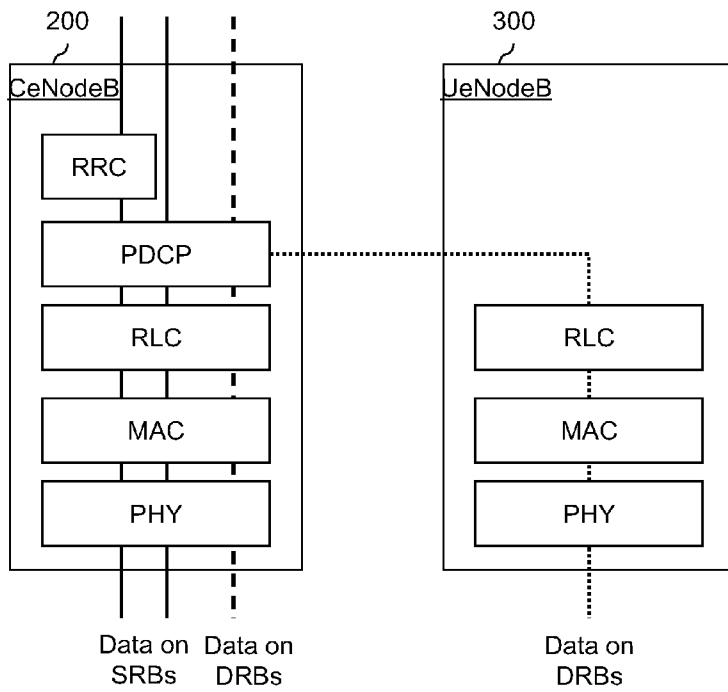 200
300
CeNodeB
UeNodeB
RRC
PDCP
RLC
RLC
MAC
MAC
PHY
PHY
Data on
SRBs
Data on
DRBs
Data on
DRBs